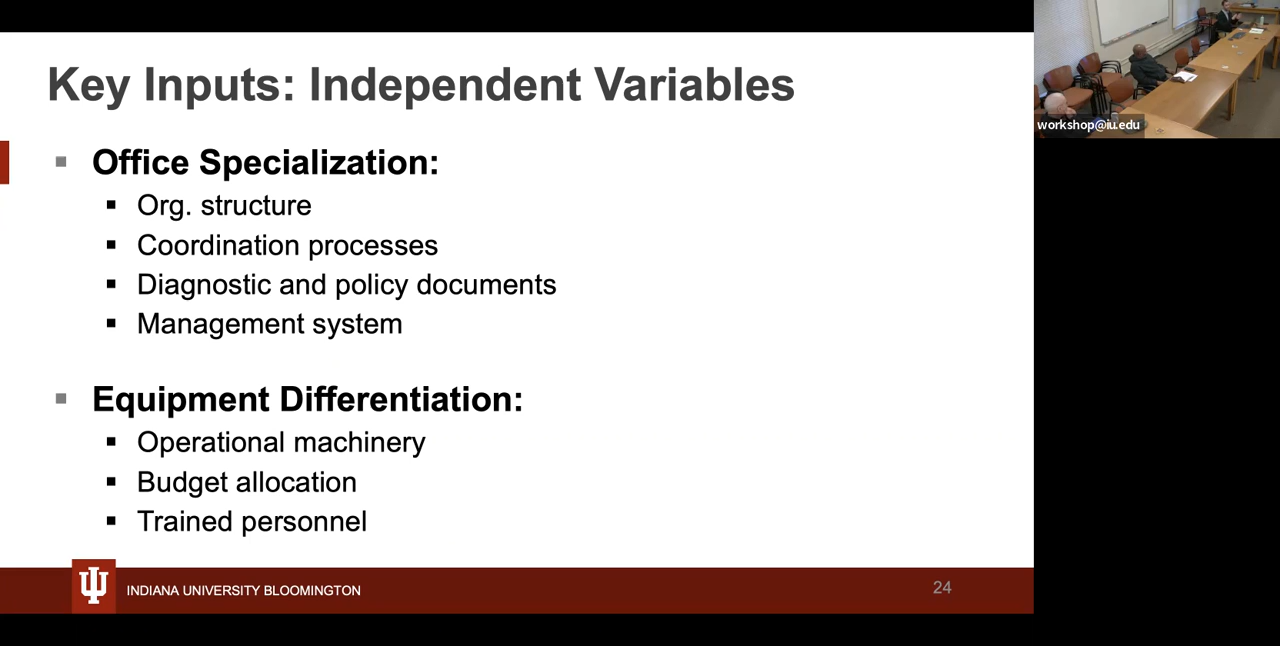 Key Inputs: Independent Variables
Office Specialization:
Org. structure
Coordination processes
Diagnostic and policy documents
Management system
Equipment Differentiation:
Operational machinery
Budget allocation
Trained personnel
INDIANA UNIVERSITY BLOOMINGTON
24
workshop@iu.edu